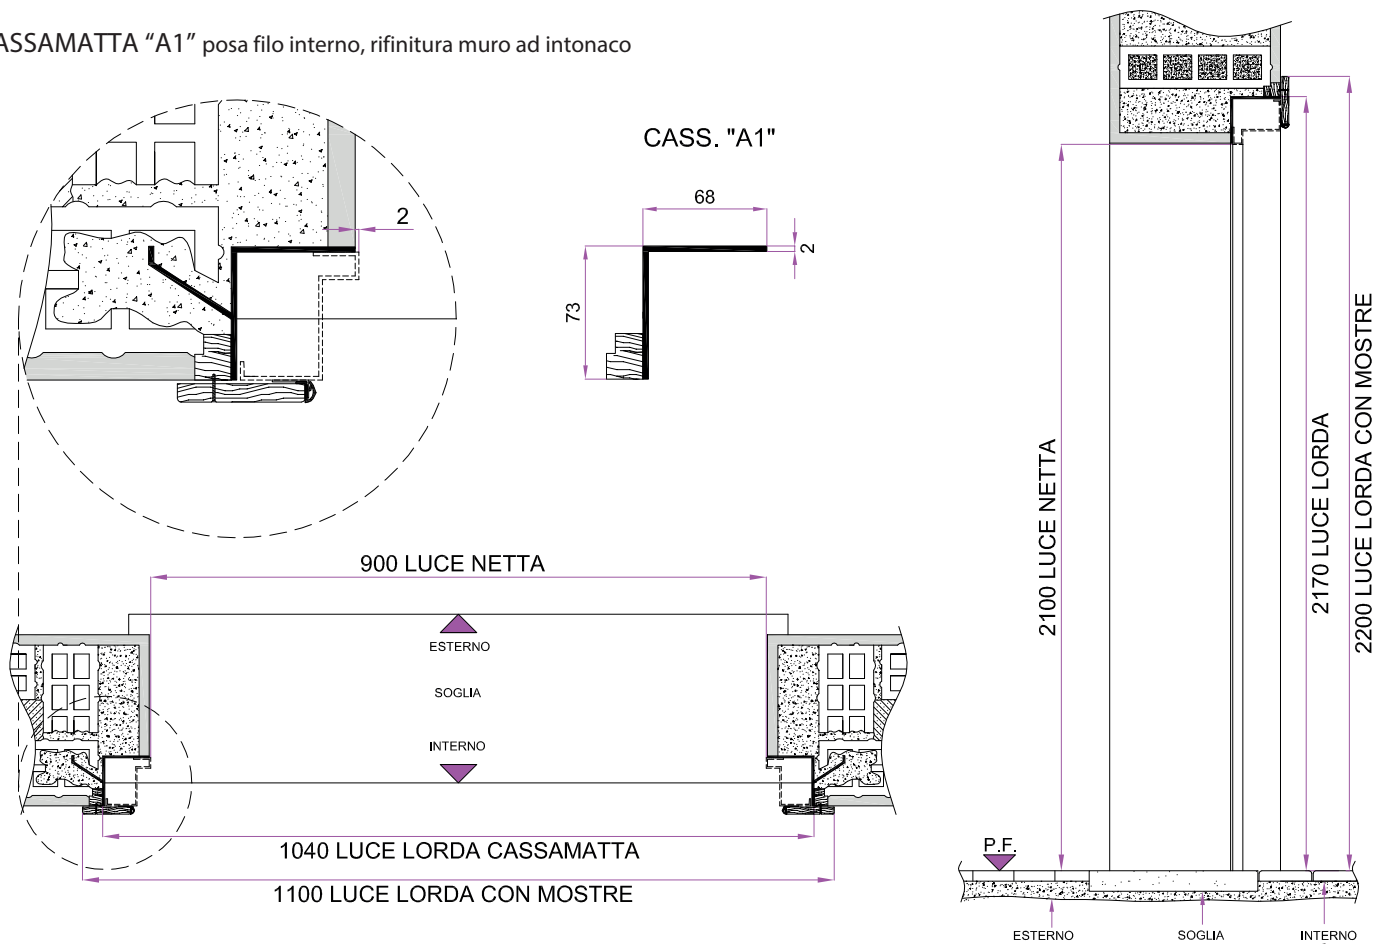 ASSAMATTA “A1” posa filo interno, rifinitura muro ad intonaco
CASS. "A1"
68
2
73
2
900 LUCE NETTA
ESTERNO
SOGLIA
INTERNO
1040 LUCE LORDA CASSAMATTA
1100 LUCE LORDA CON MOSTRE
2100 LUCE NETTA
2170 LUCE LORDA
2200 LUCE LORDA CON MOSTRE
P.F.
ESTERNO
SOGLIA
INTERNO